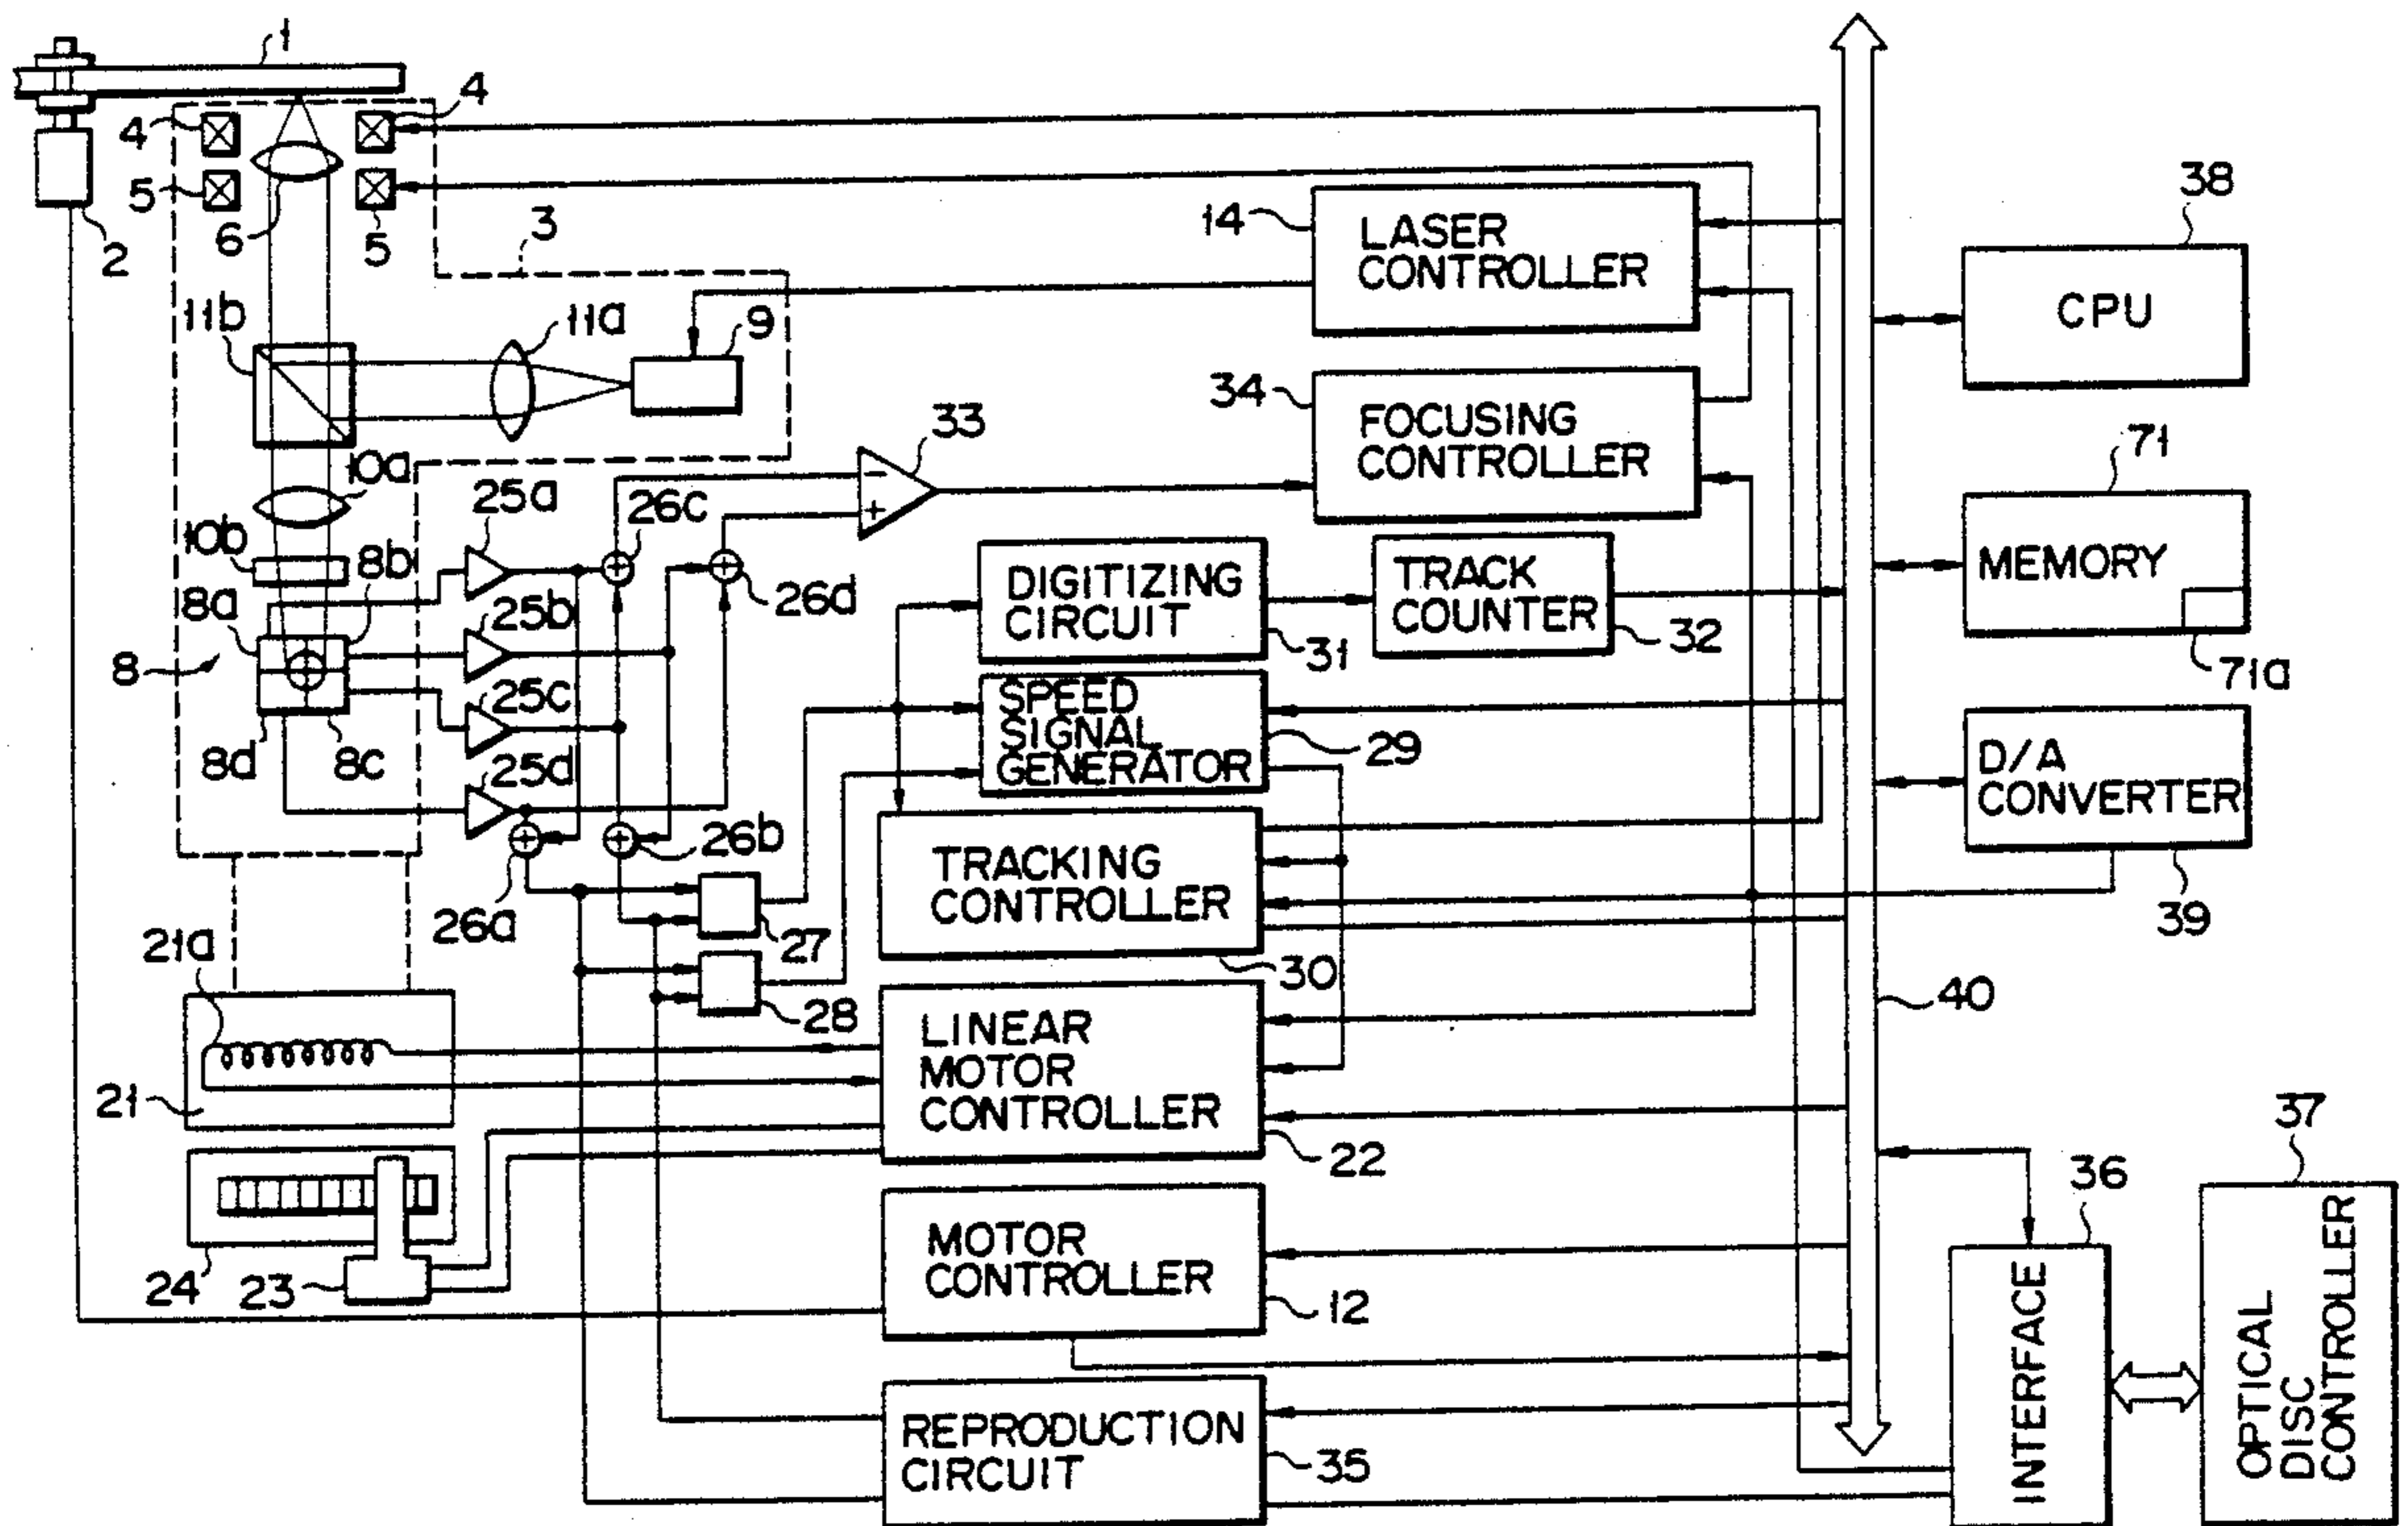 1
4
4
5
6
5
3
2
14
LASER
CONTROLLER
38
CPU
11b
11a
9
34
FOCUSING
CONTROLLER
33
−
+
71
MEMORY
71a
10a
25a
26c
10b
8b
26d
8a
25b
8
25c
8d
8c
25d
DIGITIZING
CIRCUIT
31
TRACK
COUNTER
32
SPEED
SIGNAL
GENERATOR
29
D/A
CONVERTER
39
26a
26b
TRACKING
CONTROLLER
30
27
28
40
21a
21
LINEAR
MOTOR
CONTROLLER
22
24
23
MOTOR
CONTROLLER
12
36
INTERFACE
37
OPTICAL
DISC
CONTROLLER
REPRODUCTION
CIRCUIT
35